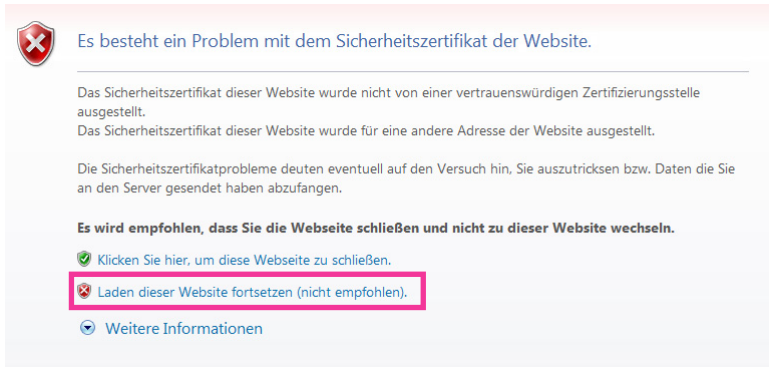 Es besteht ein Problem mit dem Sicherheitszertifikat der Website.
Das Sicherheitszertifikat dieser Website wurde nicht von einer vertrauenswürdigen Zertifizierungsstelle
ausgestellt.
Das Sicherheitszertifikat dieser Website wurde für eine andere Adresse der Website ausgestellt.
Die Sicherheitszertifikatprobleme deuten eventuell auf den Versuch hin, Sie auszutricksen bzw. Daten die Sie
an den Server gesendet haben abzufangen.
Es wird empfohlen, dass Sie die Webseite schließen und nicht zu dieser Website wechseln.
Klicken Sie hier, um diese Webseite zu schließen.
Laden dieser Website fortsetzen (nicht empfohlen).
Weitere Informationen